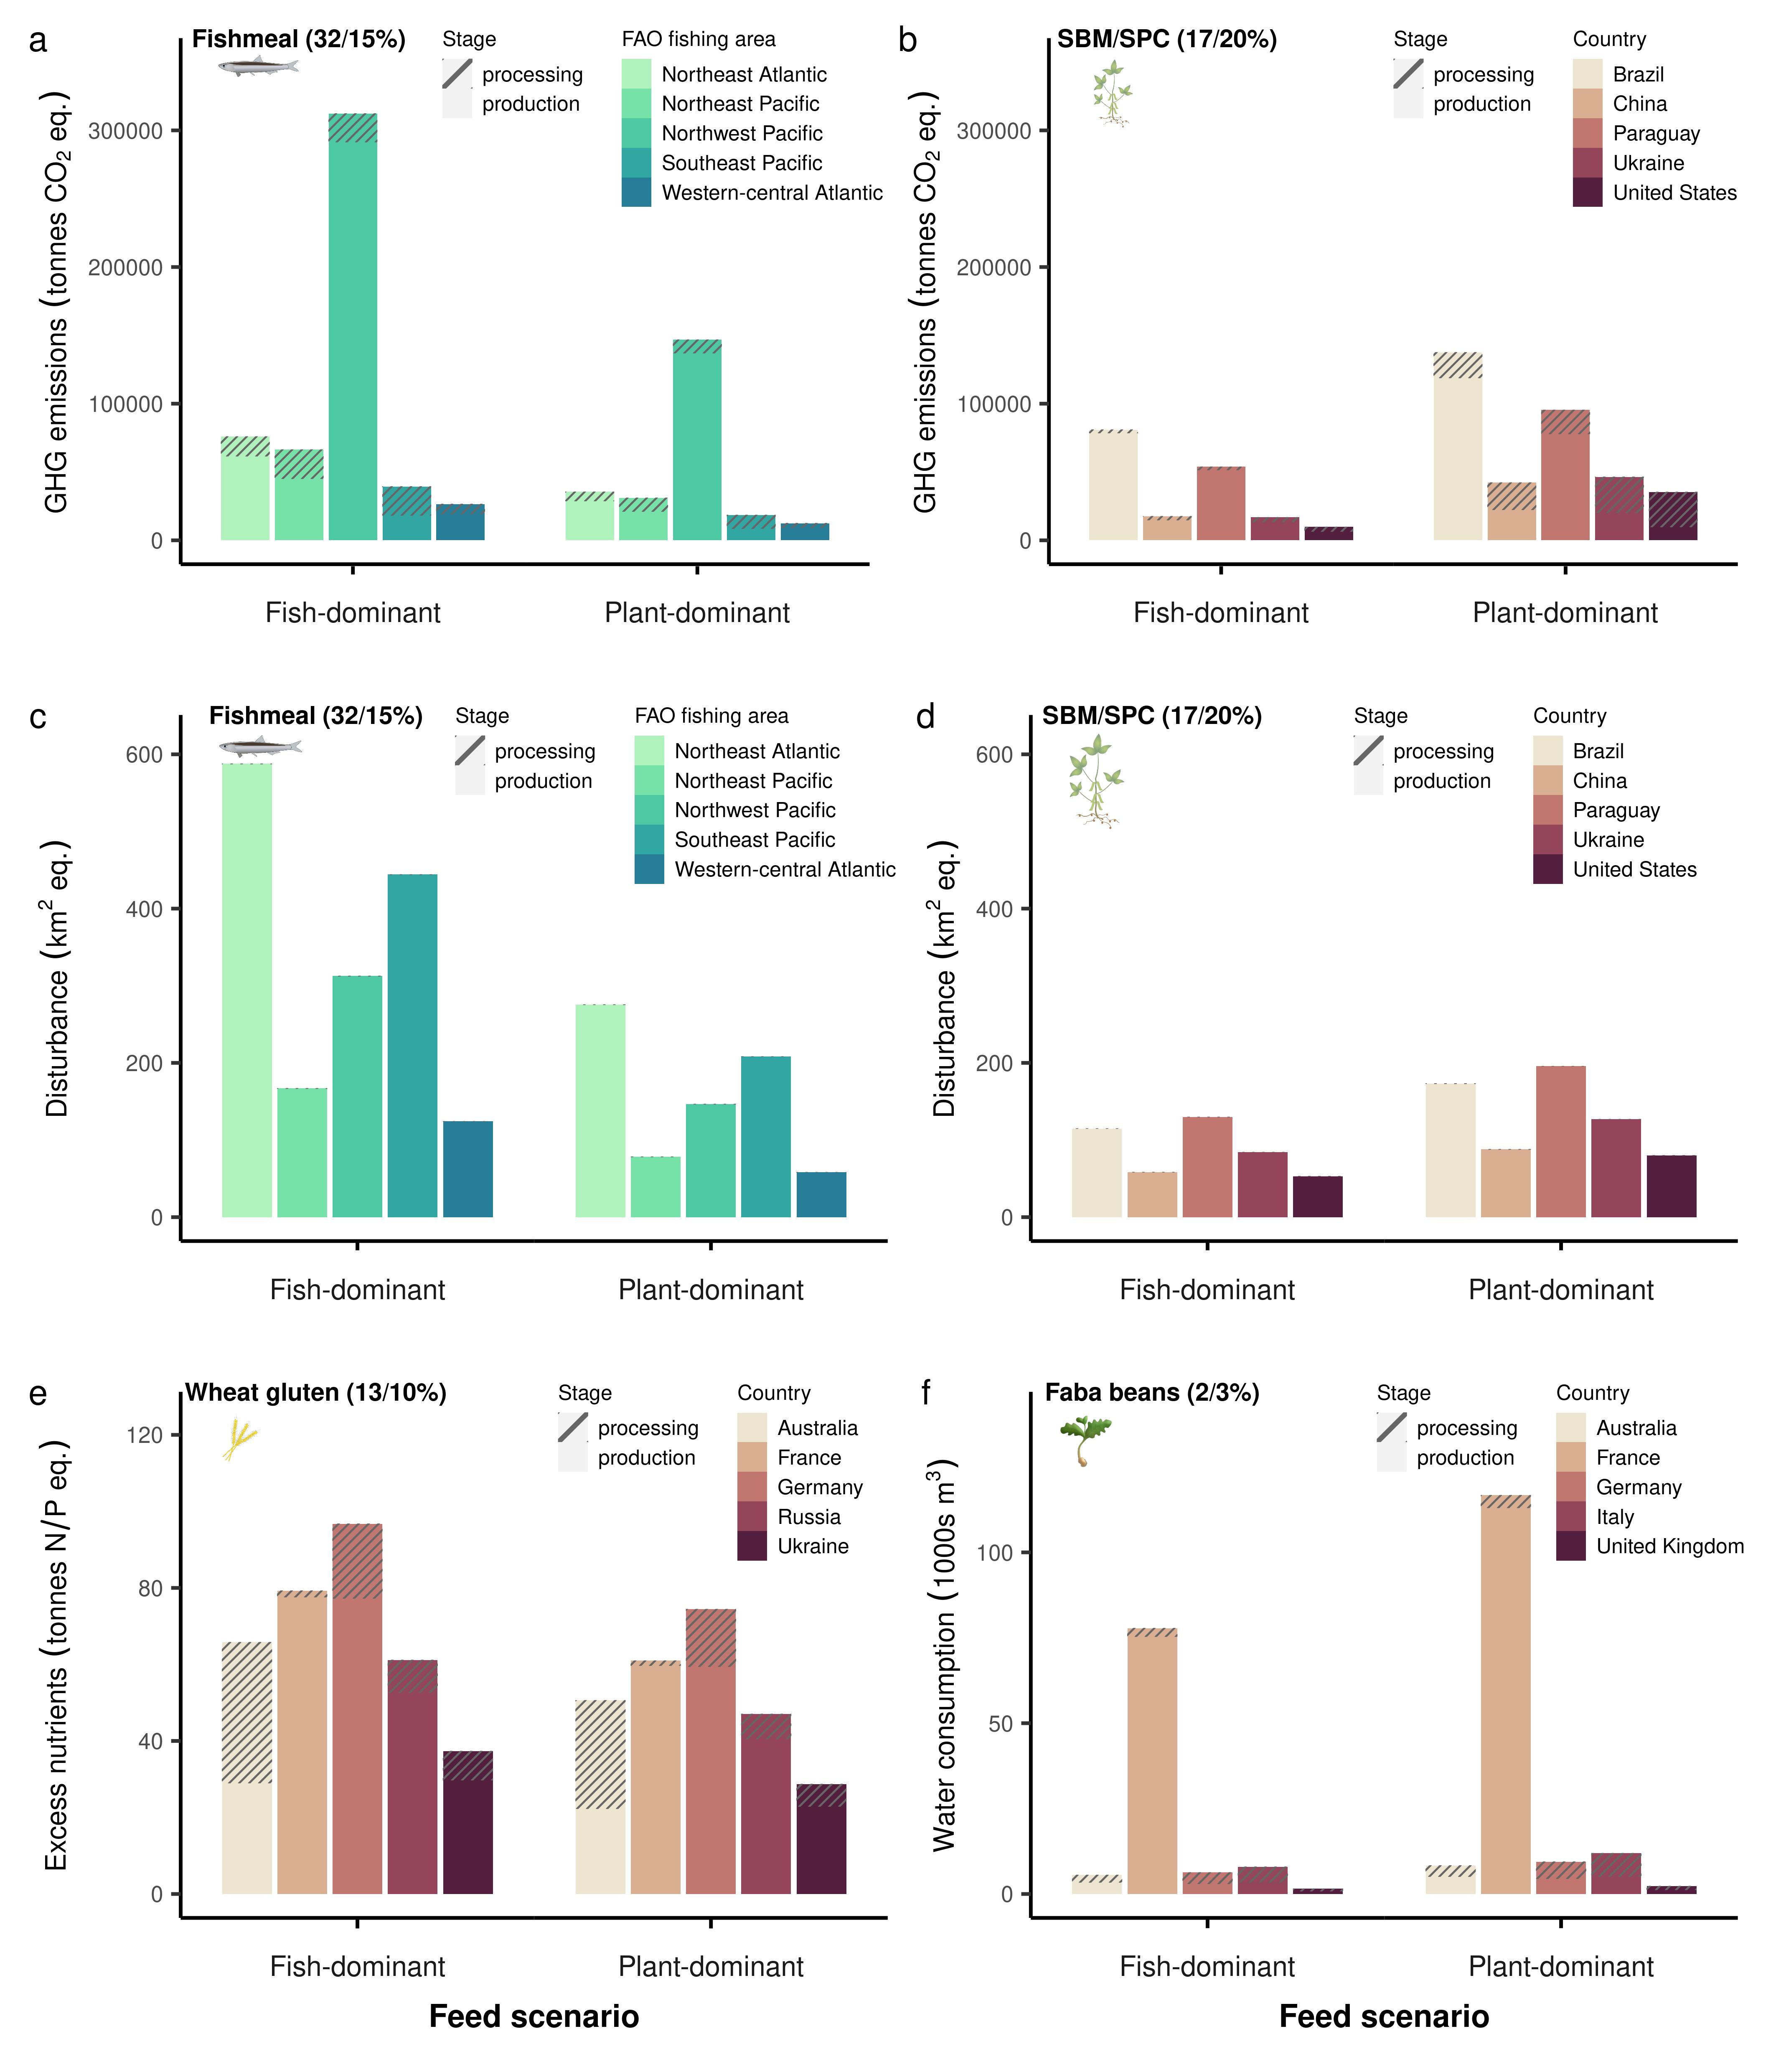 a
Fishmeal (32/15%)
Stage
processing
production
FAO fishing area
Northeast Atlantic
Northeast Pacific
Northwest Pacific
Southeast Pacific
Western-central Atlantic
GHG emissions (tonnes CO2 eq.)
300000
200000
100000
0
Fish-dominant
Plant-dominant
b
SBM/SPC (17/20%)
Stage
processing
production
Country
Brazil
China
Paraguay
Ukraine
United States
GHG emissions (tonnes CO2 eq.)
300000
200000
100000
0
Fish-dominant
Plant-dominant
c
Fishmeal (32/15%)
Stage
processing
production
FAO fishing area
Northeast Atlantic
Northeast Pacific
Northwest Pacific
Southeast Pacific
Western-central Atlantic
Disturbance (km2 eq.)
600
400
200
0
Fish-dominant
Plant-dominant
d
SBM/SPC (17/20%)
Stage
processing
production
Country
Brazil
China
Paraguay
Ukraine
United States
Disturbance (km2 eq.)
600
400
200
0
Fish-dominant
Plant-dominant
e
Wheat gluten (13/10%)
Stage
processing
production
Country
Australia
France
Germany
Russia
Ukraine
Excess nutrients (tonnes N/P eq.)
120
80
40
0
Fish-dominant
Plant-dominant
Feed scenario
f
Faba beans (2/3%)
Stage
processing
production
Country
Australia
France
Germany
Italy
United Kingdom
Water consumption (1000s m3)
100
50
0
Fish-dominant
Plant-dominant
Feed scenario